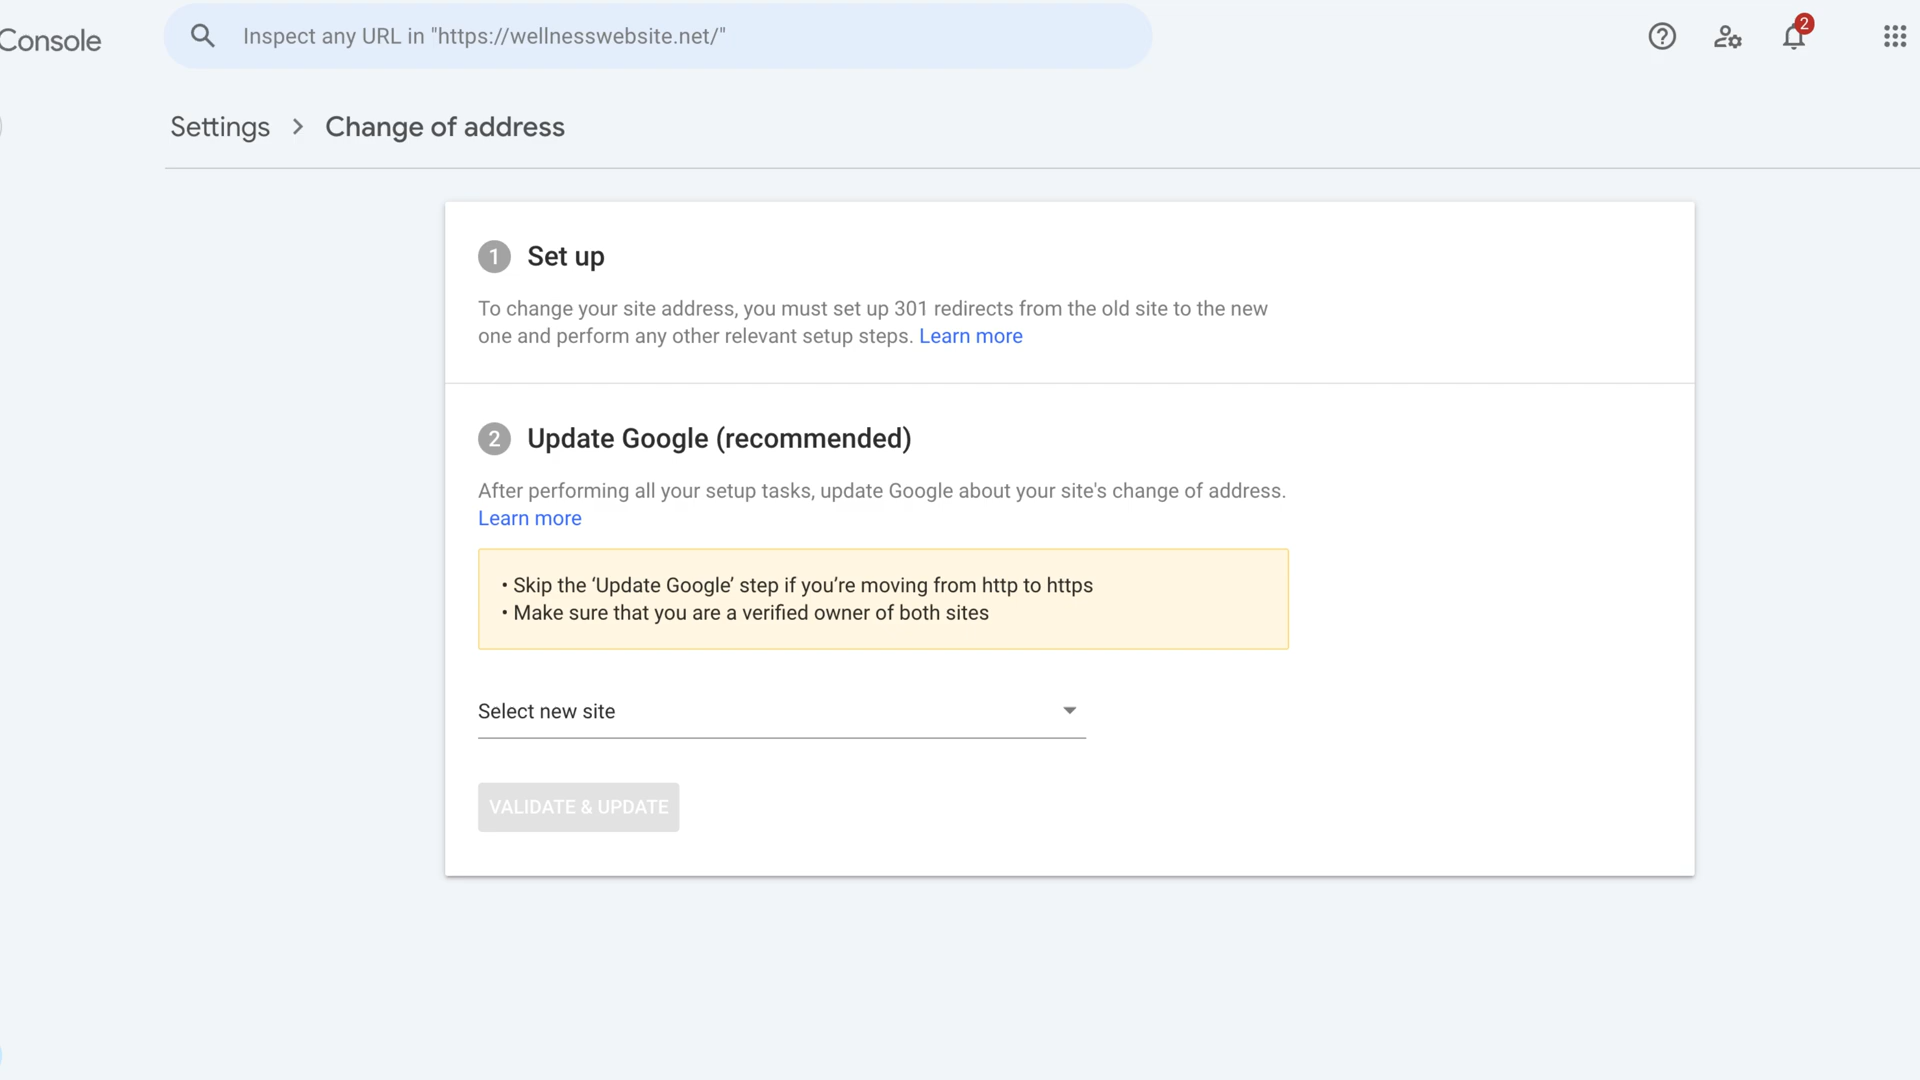 Console
Inspect any URL in "https://wellnesswebsite.net/"
2
Settings > Change of address
1 Set up
To change your site address, you must set up 301 redirects from the old site to the new
one and perform any other relevant setup steps. Learn more
2 Update Google (recommended)
After performing all your setup tasks, update Google about your site's change of address.
Learn more
• Skip the ‘Update Google’ step if you’re moving from http to https
• Make sure that you are a verified owner of both sites
Select new site
VALIDATE & UPDATE